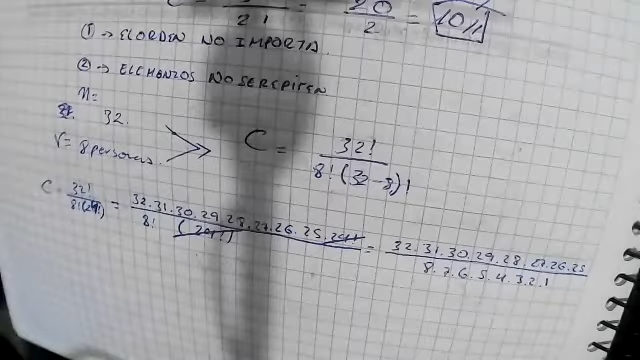 2! = 20/2 = 10//
① → EL ORDEN NO IMPORTA
② → ELEMENTOS NO SE REPITEN
n=
32.
r= 8 personas.
C = 32! / 8!(32-8)!
C 32! / 8!(24!) = 32.31.30.29.28.27.26.25.24! / 8! (24!) = 32.31.30.29.28.27.26.25 / 8.7.6.5.4.3.2.1